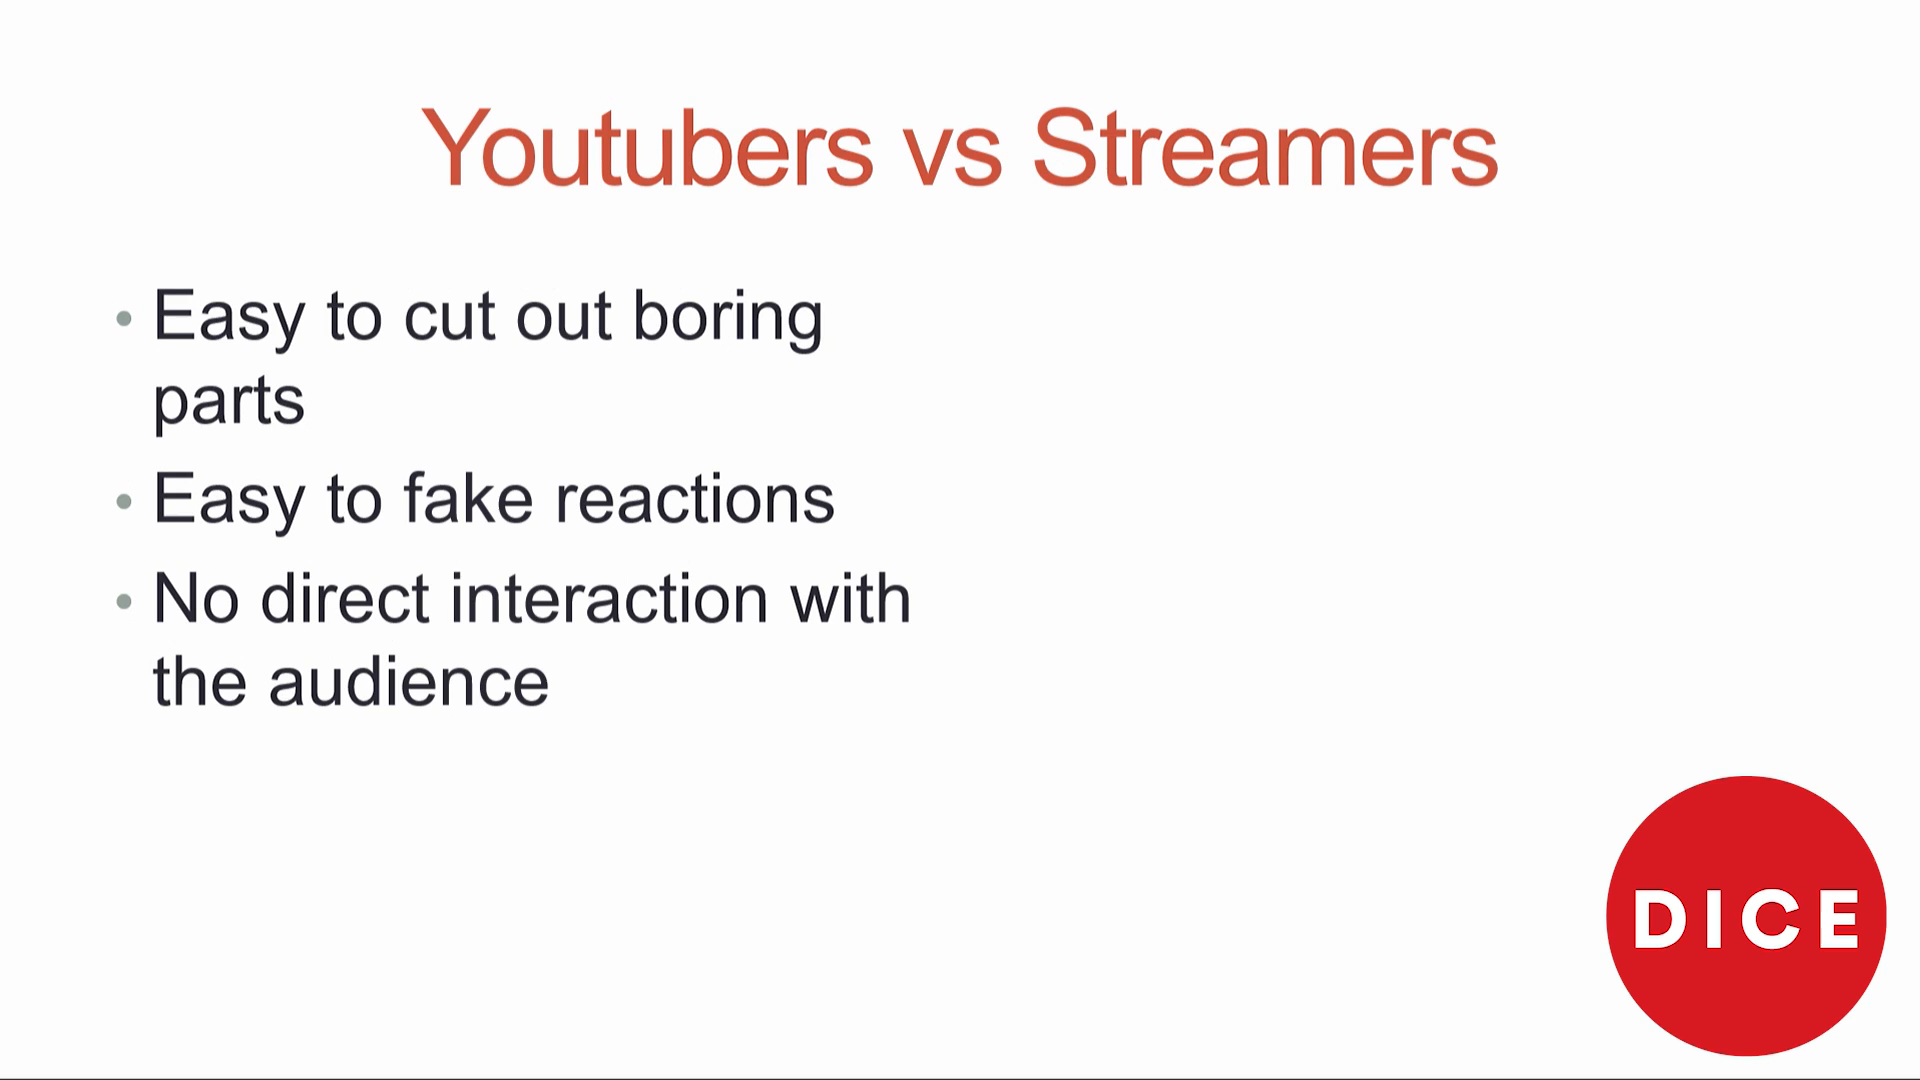 Youtubers vs Streamers
• Easy to cut out boring
parts
• Easy to fake reactions
• No direct interaction with
the audience
DICE